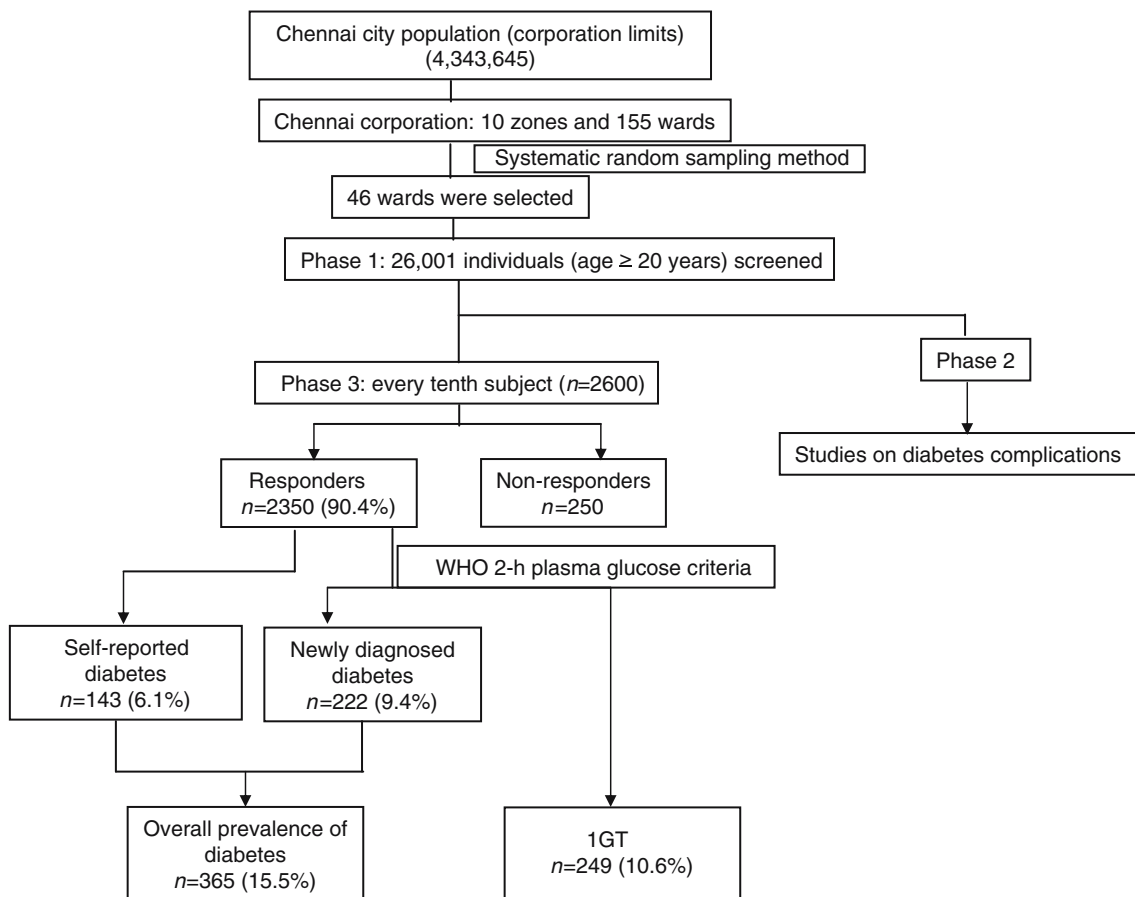 Chennai city population (corporation limits)
(4,343,645)
Chennai corporation: 10 zones and 155 wards
Systematic random sampling method
46 wards were selected
Phase 1: 26,001 individuals (age ≥ 20 years) screened
Phase 2
Phase 3: every tenth subject (n=2600)
Studies on diabetes complications
Responders
n=2350 (90.4%)
Non-responders
n=250
WHO 2-h plasma glucose criteria
Self-reported
diabetes
n=143 (6.1%)
Newly diagnosed
diabetes
n=222 (9.4%)
Overall prevalence of
diabetes
n=365 (15.5%)
1GT
n=249 (10.6%)